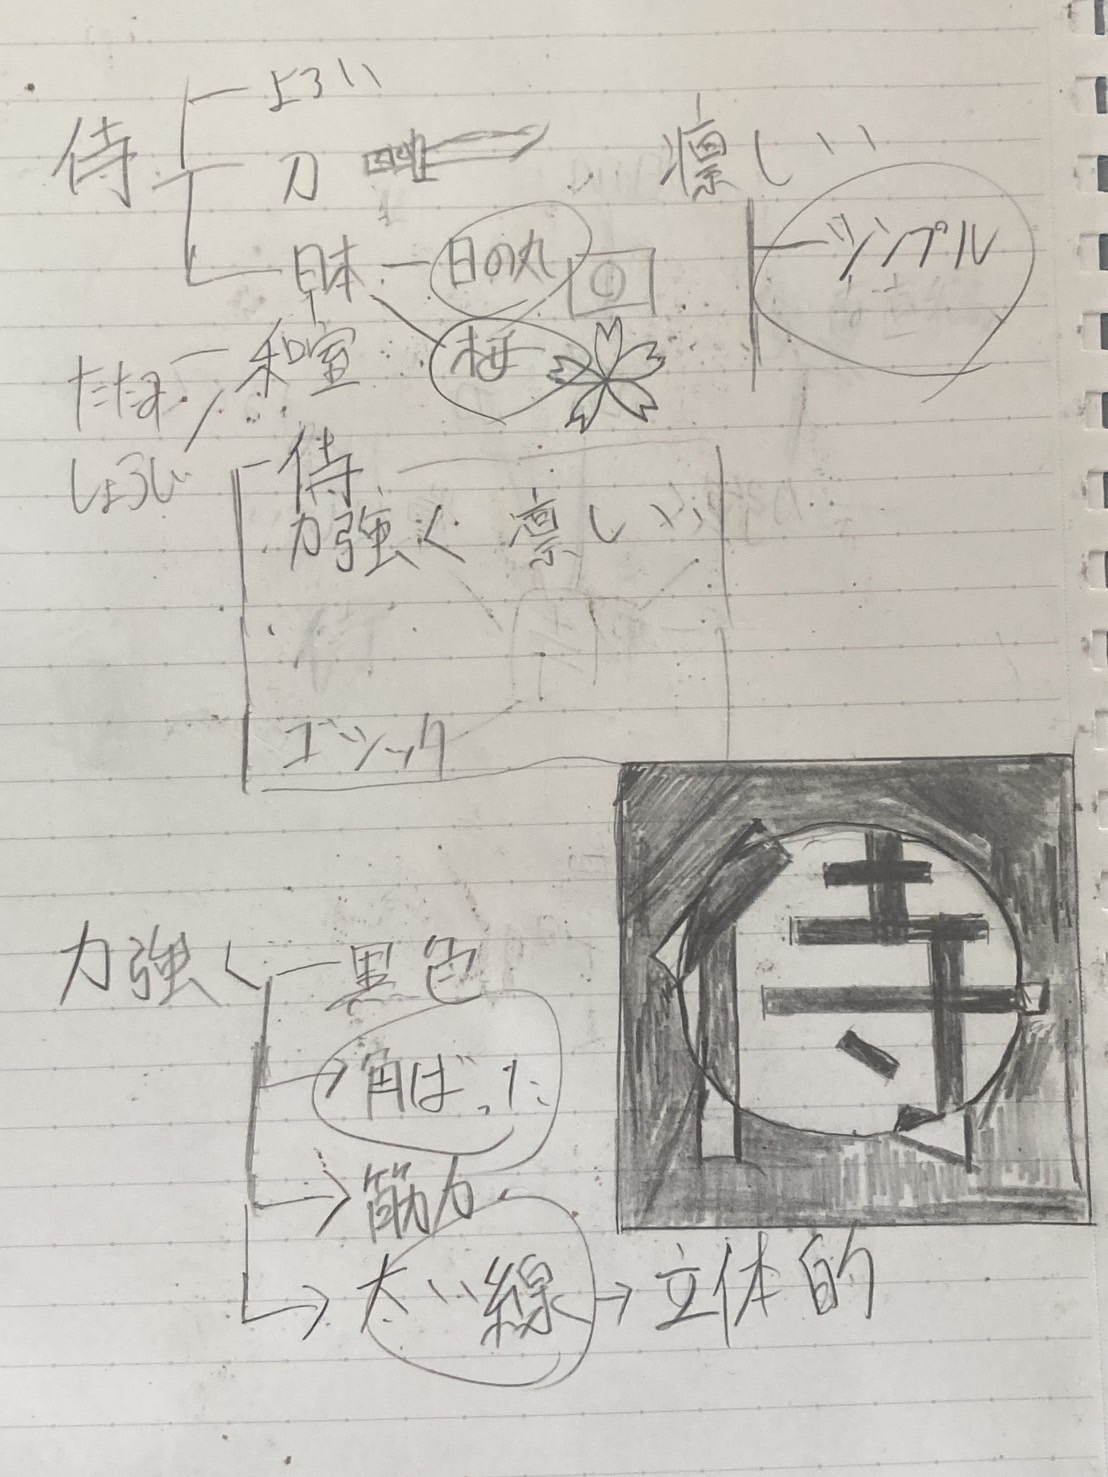 よろい
侍 刀 凛しい
日本 日の丸 シンプル
たたみ 和室 桜
しょうじ
侍
力強く 凛しい
ゴシック
力強く 黒色
角ばった
筋力
太い線 → 立体的
侍